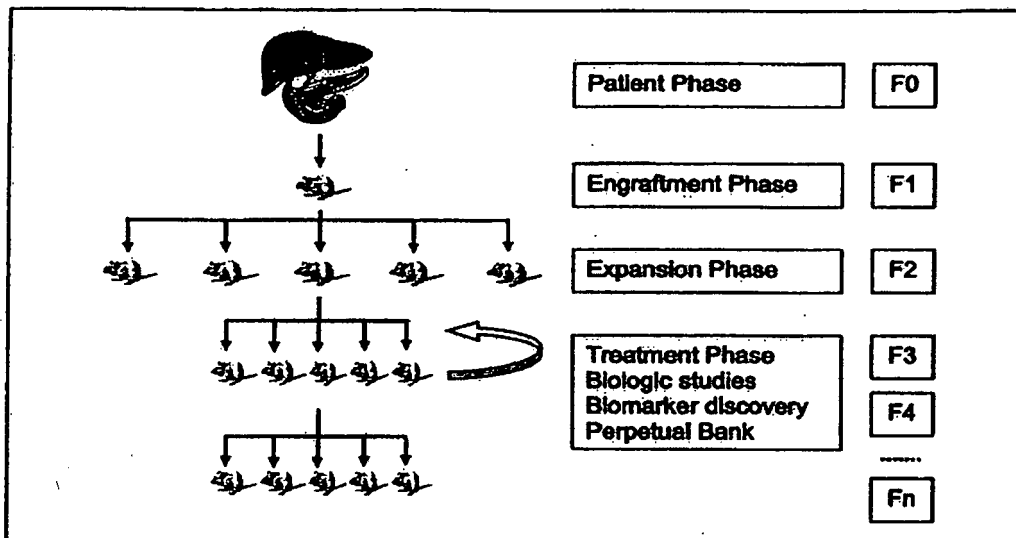 Patient Phase F0
Engraftment Phase F1
Expansion Phase F2
Treatment Phase F3
Biologic studies
Biomarker discovery F4
Perpetual Bank
Fn